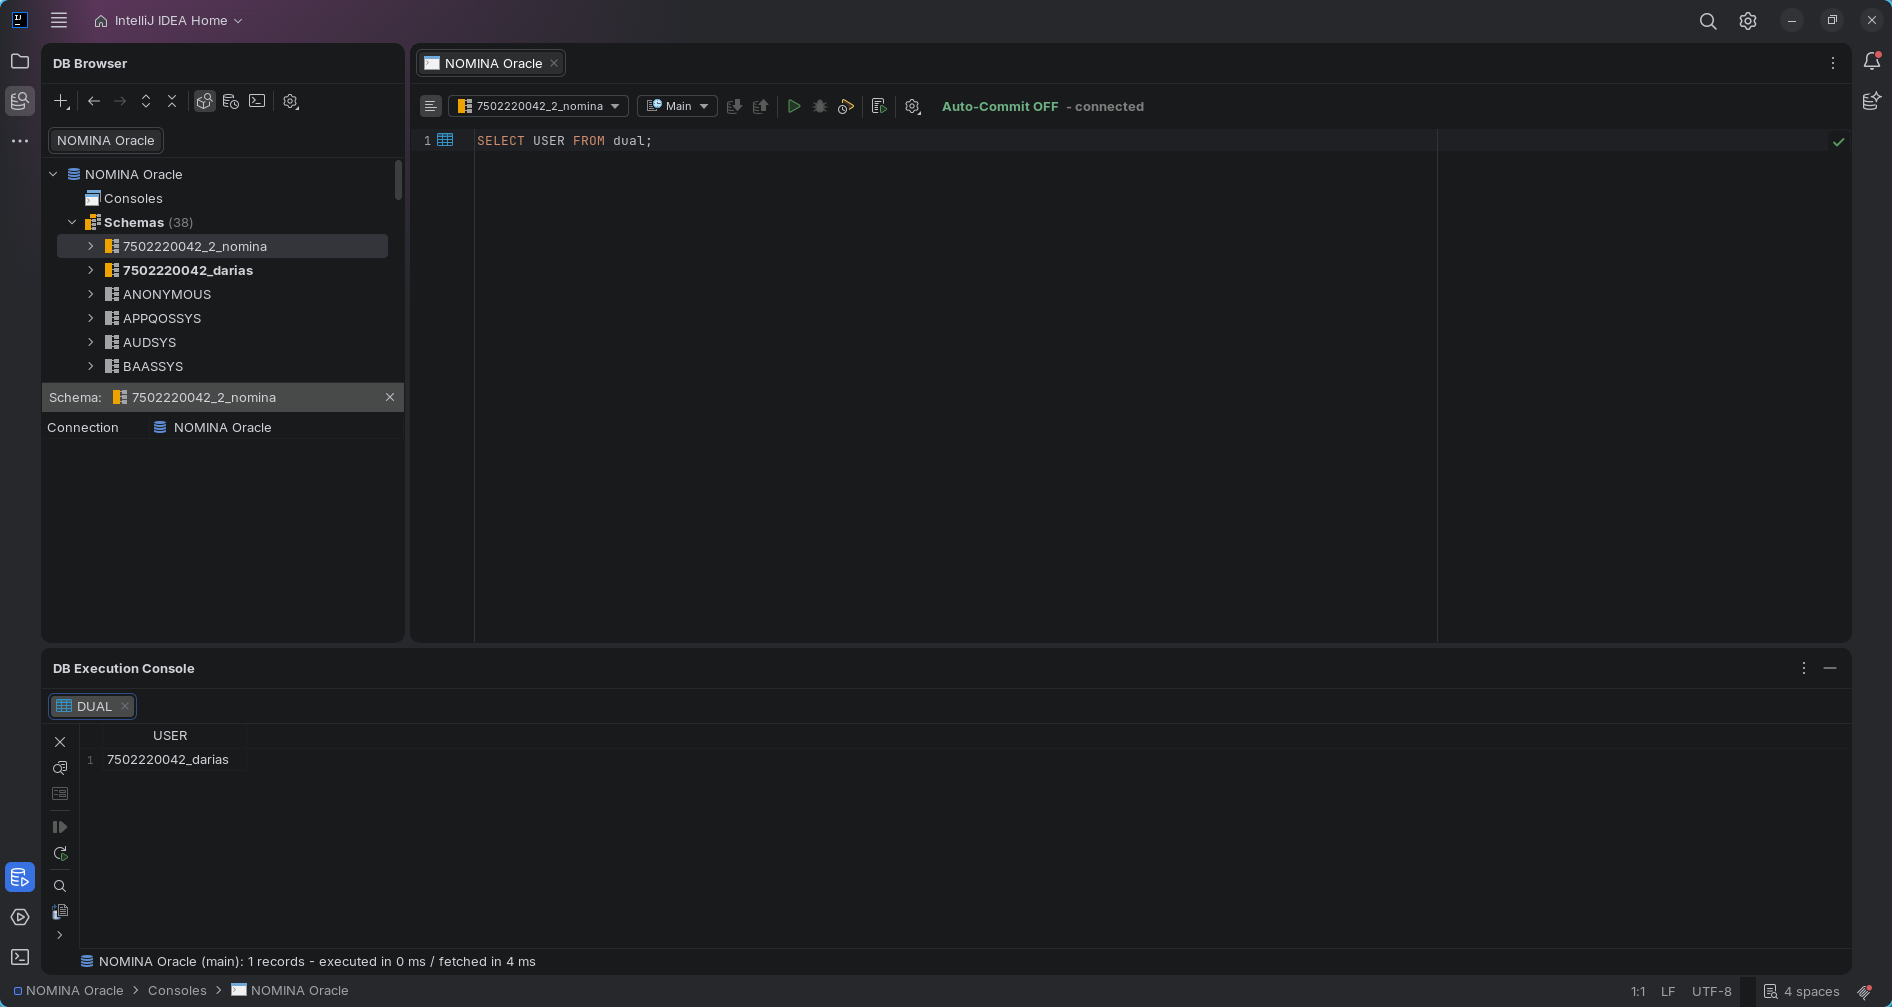 IntelliJ IDEA Home
DB Browser
NOMINA Oracle
NOMINA Oracle
Consoles
Schemas (38)
7502220042_2_nomina
7502220042_darias
ANONYMOUS
APPQOSSYS
AUDSYS
BAASSYS
Schema: 7502220042_2_nomina
Connection NOMINA Oracle
NOMINA Oracle
7502220042_2_nomina Main Auto-Commit OFF - connected
1 SELECT USER FROM dual;
DB Execution Console
DUAL
USER
1 7502220042_darias
NOMINA Oracle (main): 1 records - executed in 0 ms / fetched in 4 ms
NOMINA Oracle Consoles NOMINA Oracle 1:1 LF UTF-8 4 spaces